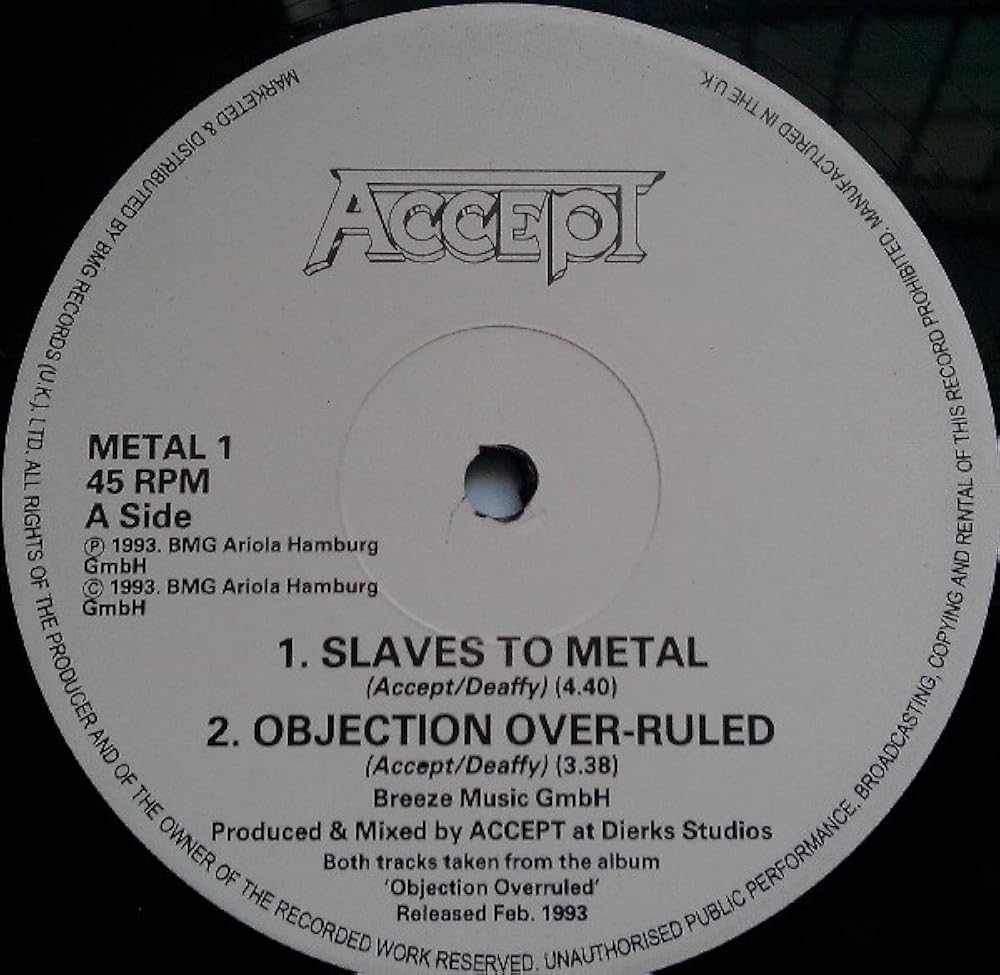 ACCEPT
METAL 1
45 RPM
A Side
Ⓟ 1993. BMG Ariola Hamburg
GmbH
© 1993. BMG Ariola Hamburg
GmbH
1. SLAVES TO METAL
(Accept/Deaffy) (4.40)
2. OBJECTION OVER-RULED
(Accept/Deaffy) (3.38)
Breeze Music GmbH
Produced & Mixed by ACCEPT at Dierks Studios
Both tracks taken from the album
'Objection Overruled'
Released Feb. 1993
MARKETED & DISTRIBUTED BY BMG RECORDS (U.K.). LTD. ALL RIGHTS OF THE PRODUCER AND OF THE OWNER OF THE RECORDED WORK RESERVED. UNAUTHORISED PUBLIC PERFORMANCE. BROADCASTING, COPYING AND RENTAL OF THIS RECORD PROHIBITED. MANUFACTURED IN THE U.K.